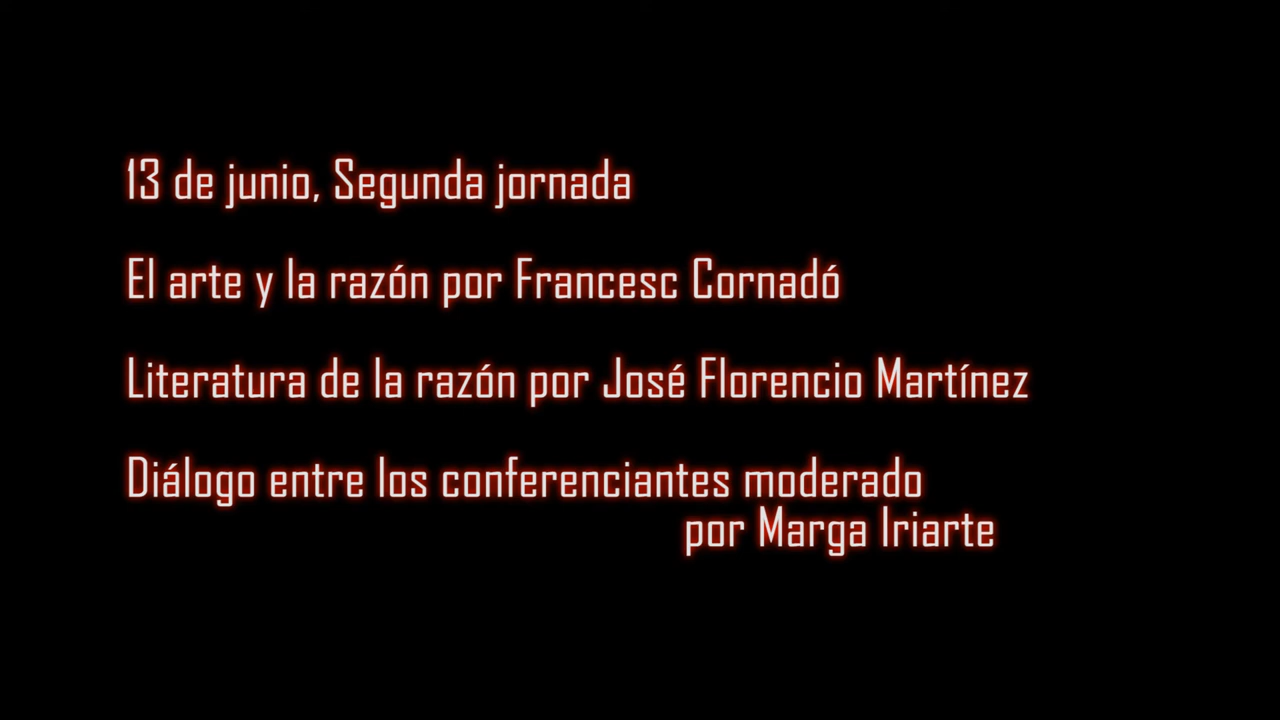 13 de junio, Segunda jornada
El arte y la razón por Francesc Cornadó
Literatura de la razón por José Florencio Martínez
Diálogo entre los conferenciantes moderado
por Marga Iriarte